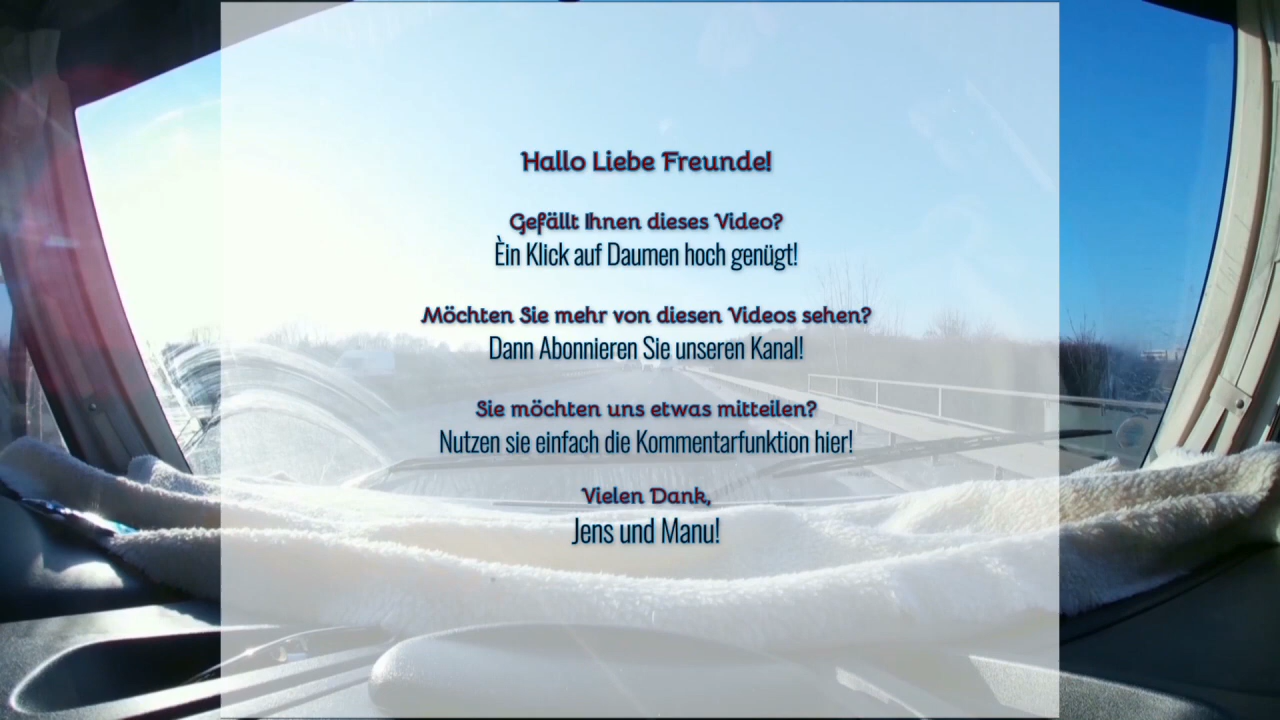 Hallo Liebe Freunde!
Gefällt Ihnen dieses Video?
Èin Klick auf Daumen hoch genügt!
Möchten Sie mehr von diesen Videos sehen?
Dann Abonnieren Sie unseren Kanal!
Sie möchten uns etwas mitteilen?
Nutzen sie einfach die Kommentarfunktion hier!
Vielen Dank,
Jens und Manu!